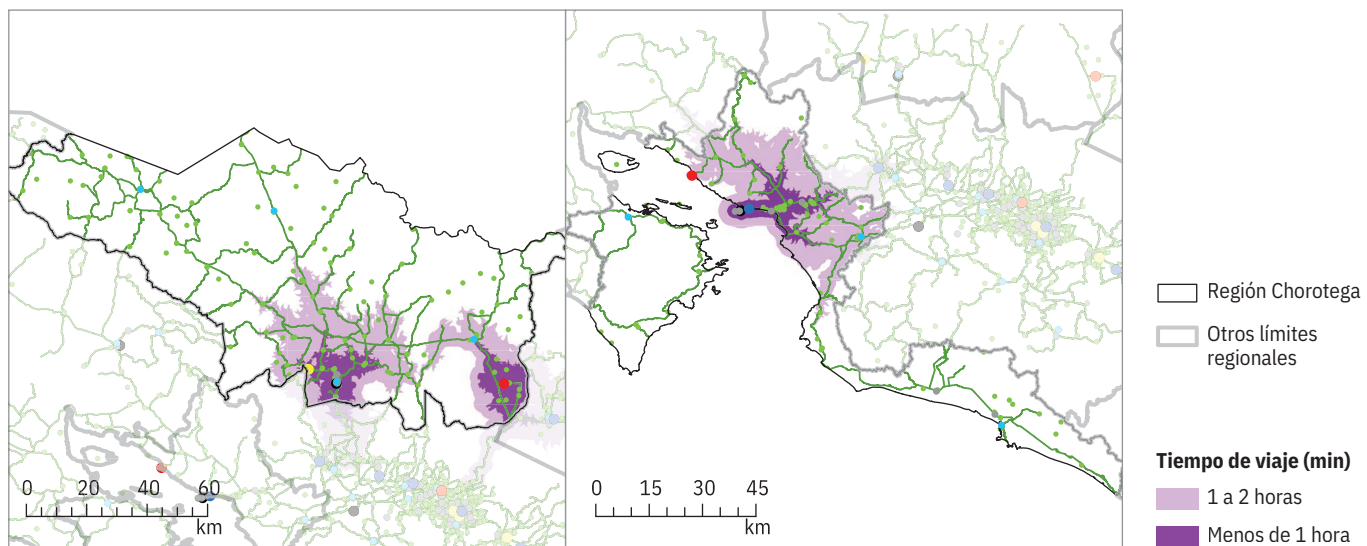 0 20 40 60
km
0 15 30 45
km
Región Chorotega
Otros límites
regionales
Tiempo de viaje (min)
1 a 2 horas
Menos de 1 hora